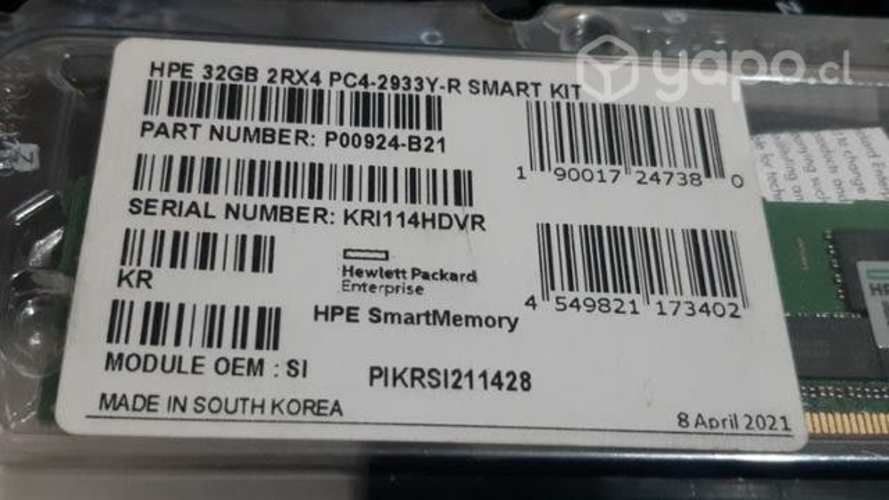 yapo.cl
HPE 32GB 2RX4 PC4-2933Y-R SMART KIT
PART NUMBER: P00924-B21
1 90017 24738 0
SERIAL NUMBER: KRI114HDVR
KR
Hewlett Packard
Enterprise
4 549821 173402
HPE SmartMemory
MODULE OEM : SI
PIKRSI211428
MADE IN SOUTH KOREA
8 April 2021